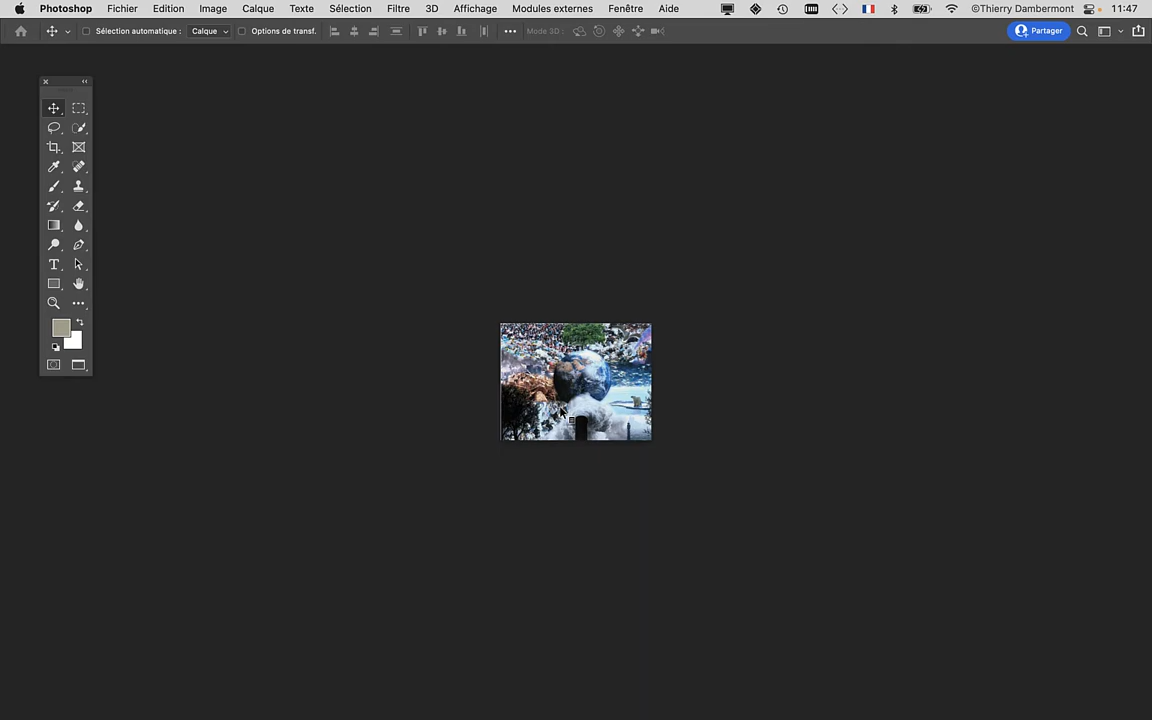 Photoshop Fichier Edition Image Calque Texte Sélection Filtre 3D Affichage Modules externes Fenêtre Aide ©Thierry Dambermont 11:47
Sélection automatique : Calque Options de transf. Mode 3D : Partager